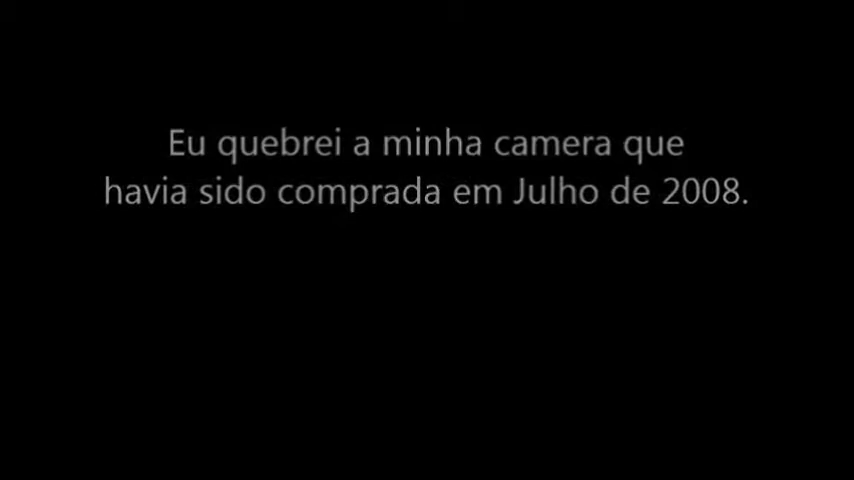 Eu quebrei a minha camera que
havia sido comprada em Julho de 2008.